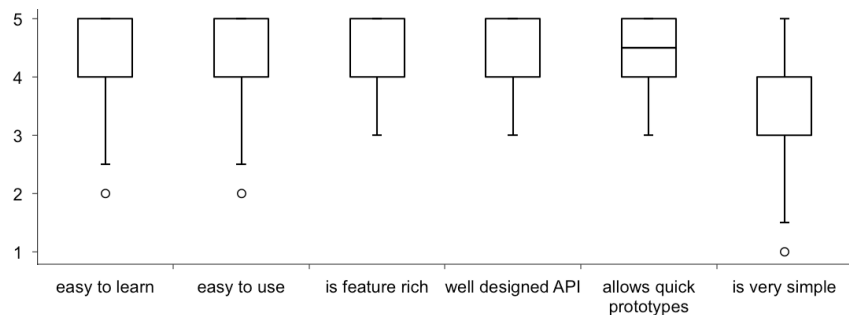 5
4
3
2
1
easy to learn
easy to use
is feature rich
well designed API
allows quick
prototypes
is very simple